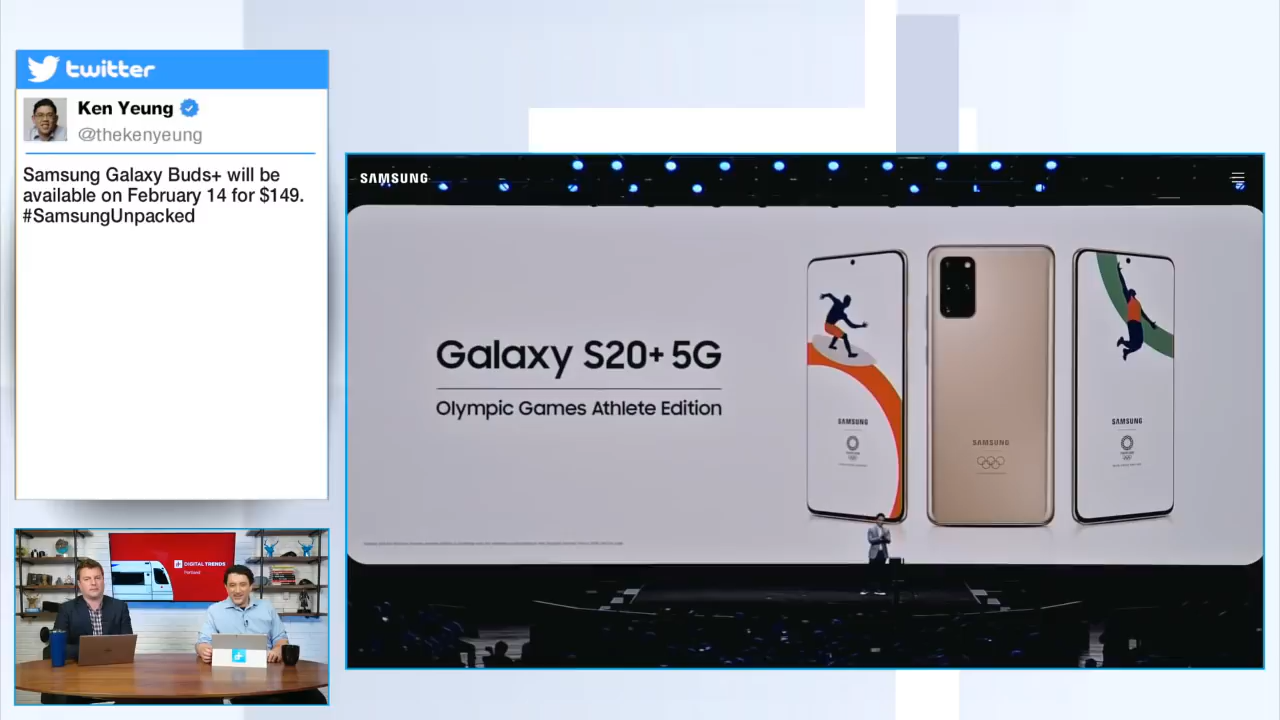 twitter
Ken Yeung
@thekenyeung
Samsung Galaxy Buds+ will be
available on February 14 for $149.
#SamsungUnpacked
SAMSUNG
Galaxy S20+ 5G
Olympic Games Athlete Edition
SAMSUNG
SAMSUNG
SAMSUNG
DIGITAL TRENDS
Portland